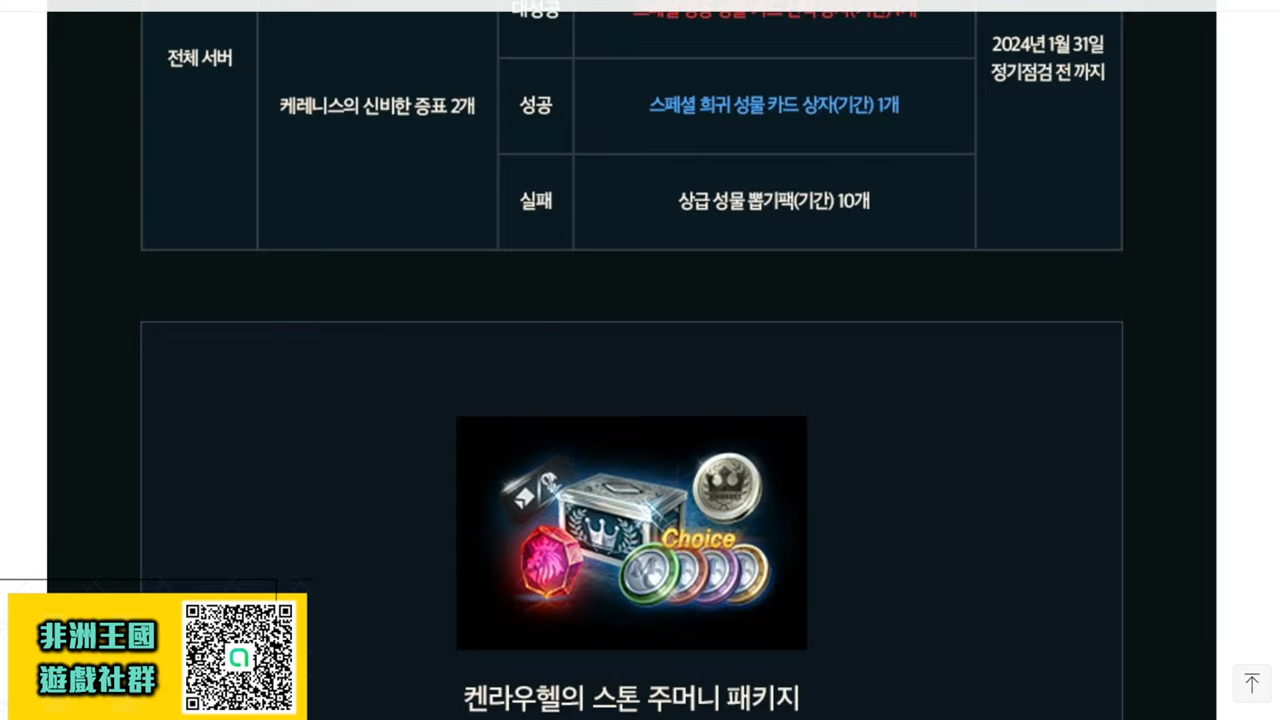 대성공
전체 서버
2024년 1월 31일
정기점검 전 까지
케레니스의 신비한 증표 2개
성공
스페셜 희귀 성물 카드 상자(기간) 1개
실패
상급 성물 뽑기팩(기간) 10개
Choice
켄라우헬의 스톤 주머니 패키지
非洲王國
遊戲社群